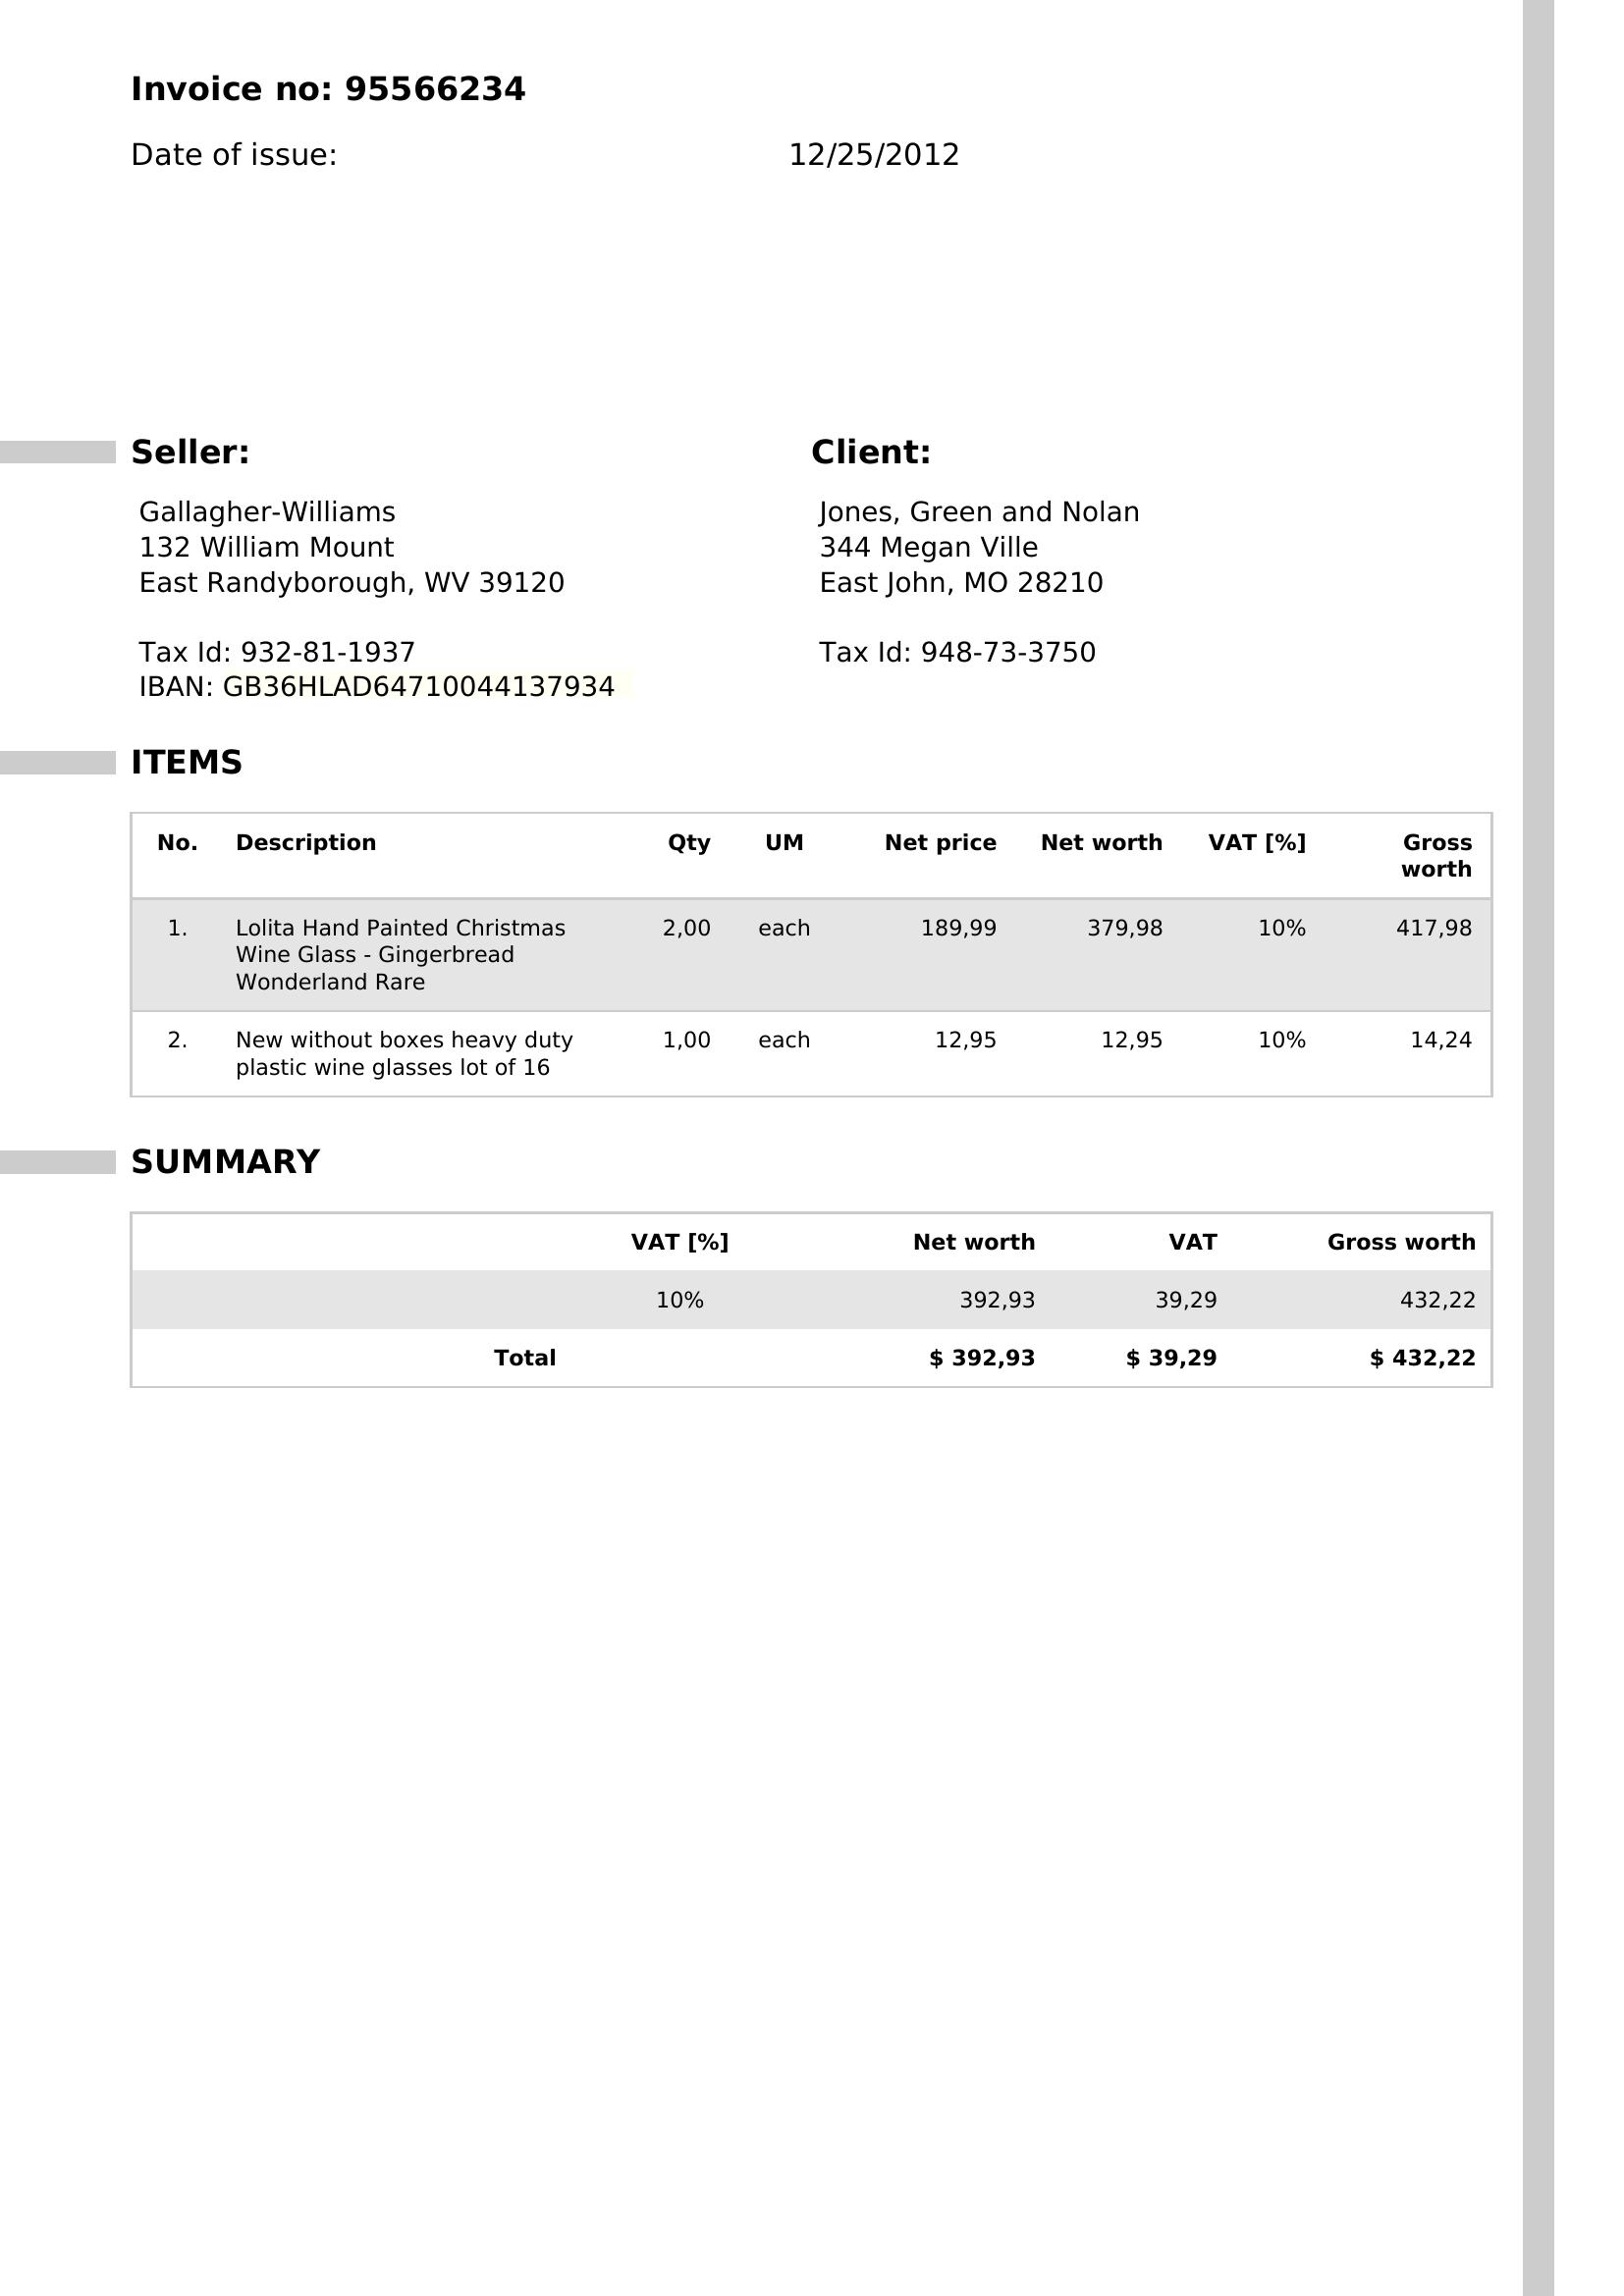 Invoice no: 95566234
Date of issue: 12/25/2012
Seller:
Gallagher-Williams
132 William Mount
East Randyborough, WV 39120
Tax Id: 932-81-1937
IBAN: GB36HLAD64710044137934
Client:
Jones, Green and Nolan
344 Megan Ville
East John, MO 28210
Tax Id: 948-73-3750
ITEMS
No. Description Qty UM Net price Net worth VAT [%] Gross
worth
1. Lolita Hand Painted Christmas 2,00 each 189,99 379,98 10% 417,98
Wine Glass - Gingerbread
Wonderland Rare
2. New without boxes heavy duty 1,00 each 12,95 12,95 10% 14,24
plastic wine glasses lot of 16
SUMMARY
VAT [%] Net worth VAT Gross worth
10% 392,93 39,29 432,22
Total $ 392,93 $ 39,29 $ 432,22